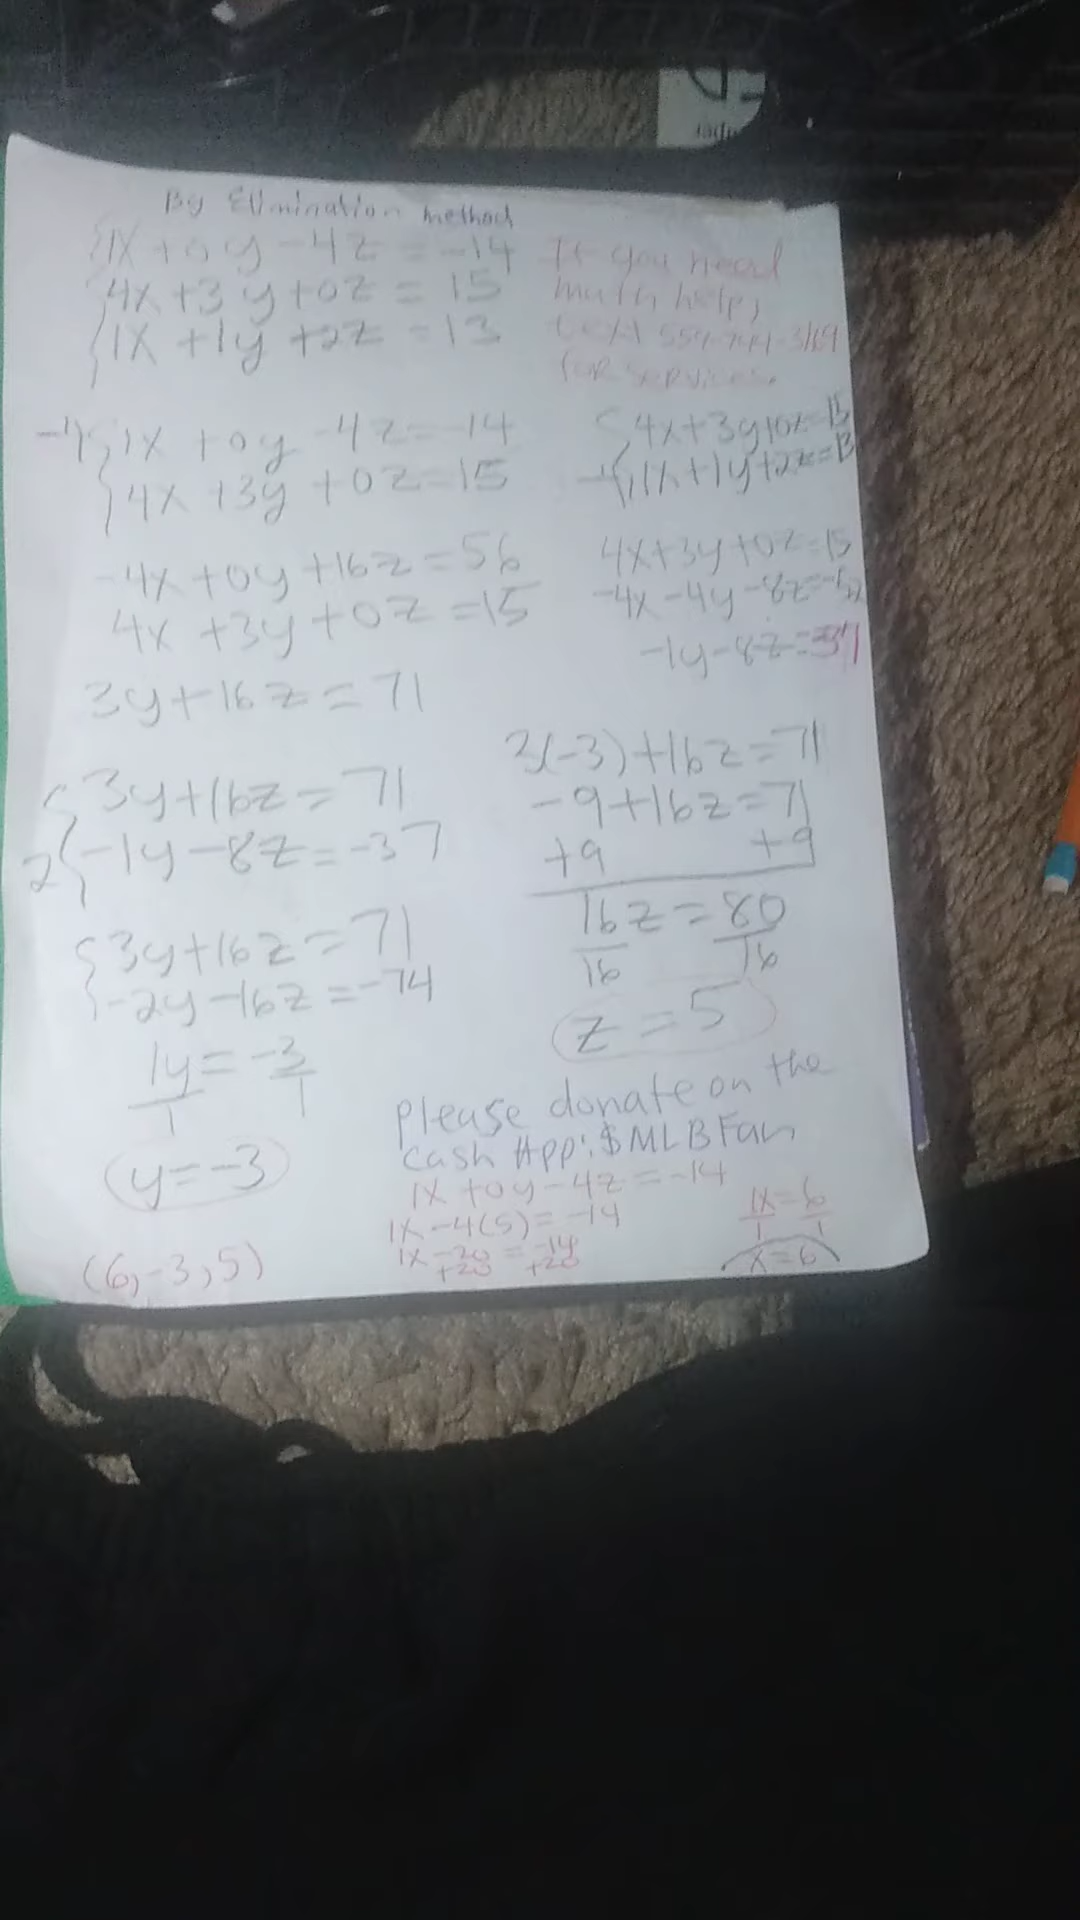 By Elimination method
1x+0y-4z=-14
4x+3y+0z=15
1x+1y+2z=13
If you need
math help,
text
for services.
-4 1x+0y-4z=-14
4x+3y+0z=15
-4x+0y+16z=56
4x+3y+0z=15
3y+16z=71
4x+3y+0z=15
-4 1x+1y+2z=13
4x+3y+0z=15
-4x-4y-8z=-52
-1y-8z=
3y+16z=71
2 -1y-8z=-37
3y+16z=71
-2y-16z=-74
1y=-3
1 1
y=-3
3(-3)+16z=71
-9+16z=71
+9 +9
16z=80
16 16
z=5
Please donate on the
Cash App:$MLBFan
1x+0y-4z=-14
1x-4(5)=-14
1x-20=-14
+20 +20
1x=6
1 1
x=6
(6,-3,5)